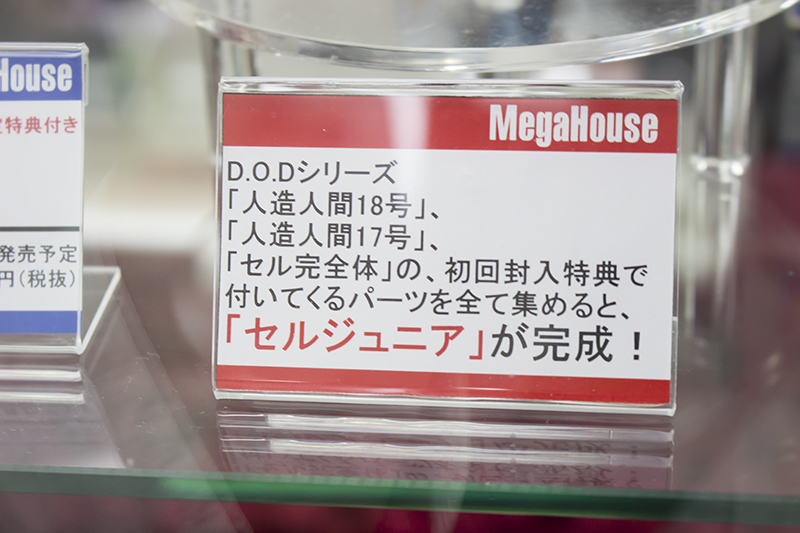 House
定特典付き
発売予定
円(税抜)
MegaHouse
D.O.Dシリーズ
「人造人間18号」、
「人造人間17号」、
「セル完全体」の、初回封入特典で
付いてくるパーツを全て集めると、
「セルジュニア」が完成！